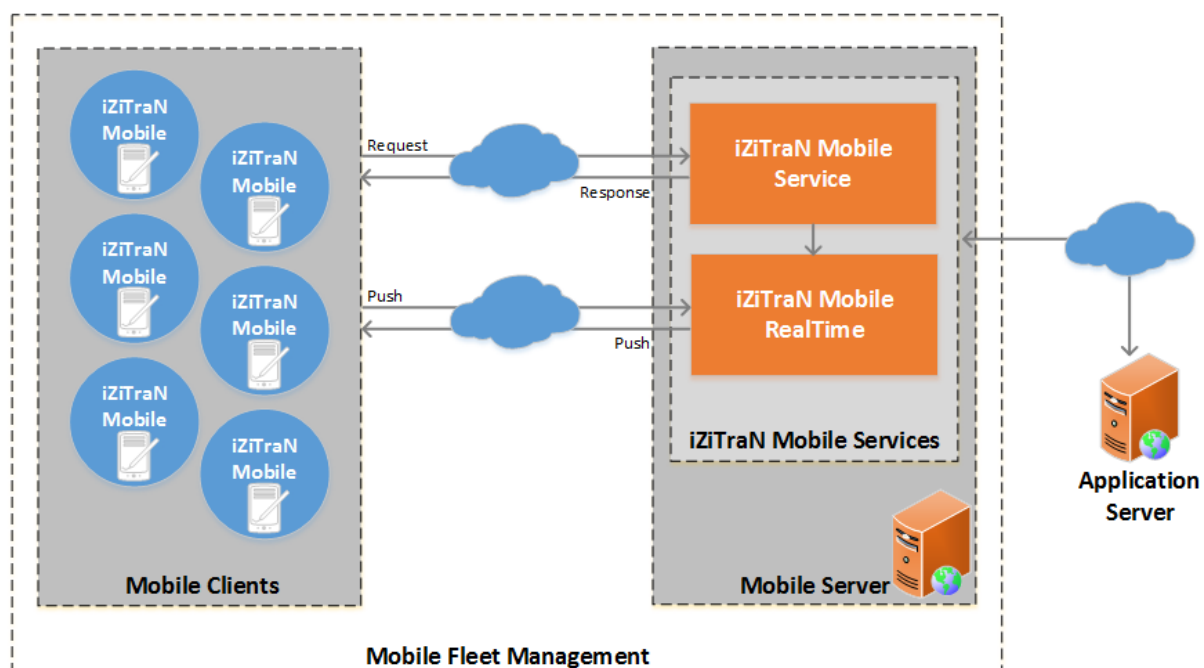 iZiTraN
Mobile
iZiTraN
Mobile
iZiTraN
Mobile
iZiTraN
Mobile
iZiTraN
Mobile
iZiTraN
Mobile
Mobile Clients
Request
Response
Push
Push
iZiTraN Mobile
Service
iZiTraN Mobile
RealTime
iZiTraN Mobile Services
Mobile Server
Application
Server
Mobile Fleet Management